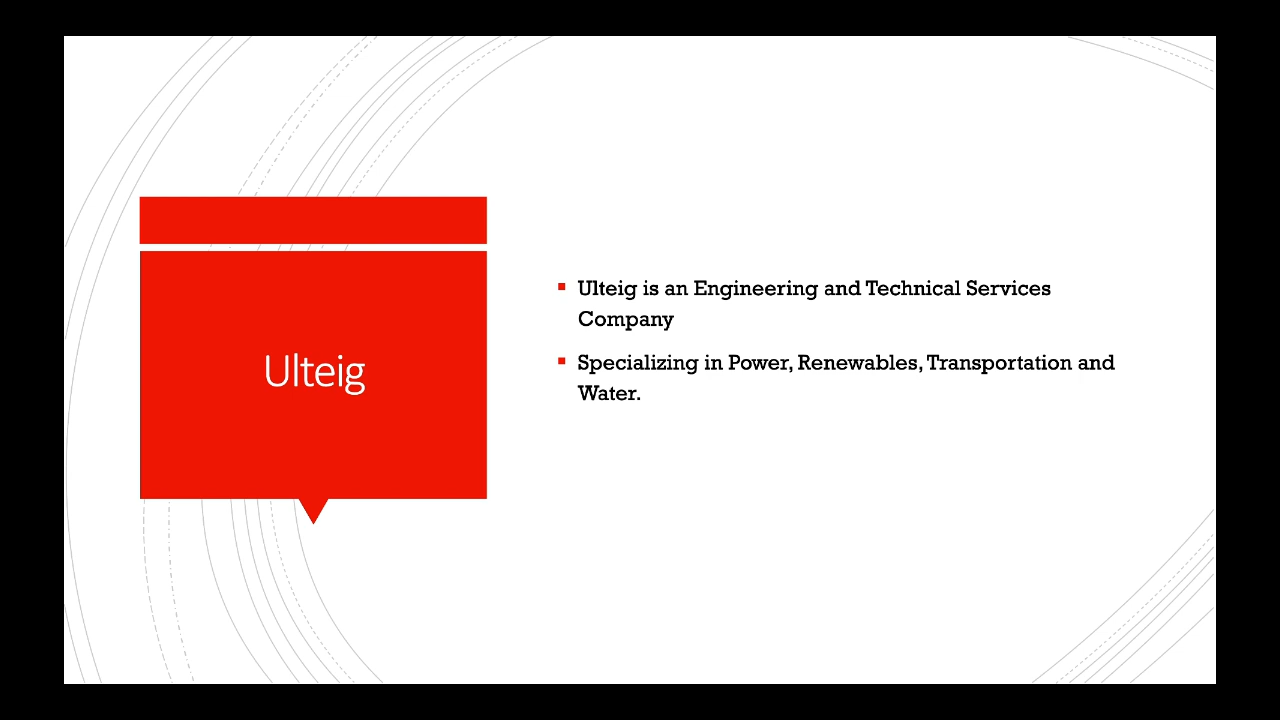 Ulteig
Ulteig is an Engineering and Technical Services
Company
Specializing in Power, Renewables, Transportation and
Water.